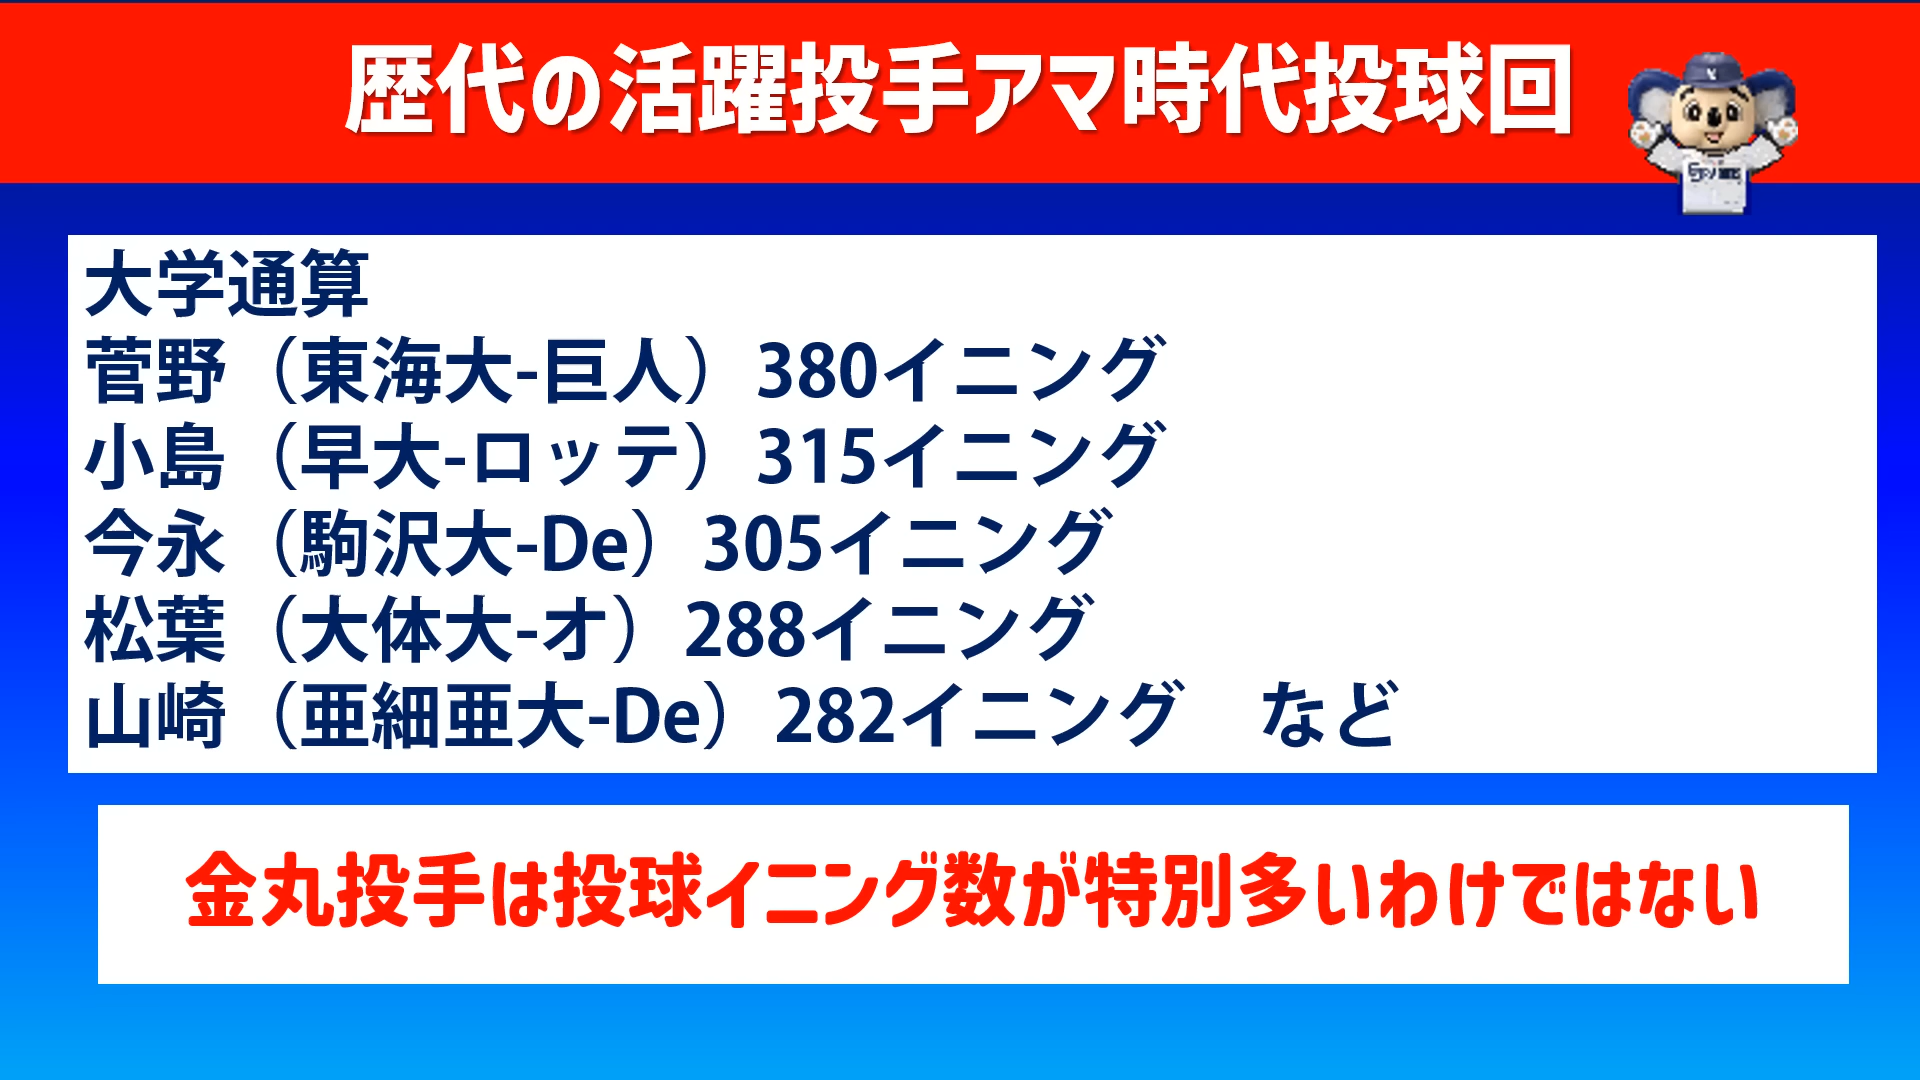 歴代の活躍投手アマ時代投球回
大学通算
菅野（東海大-巨人）380イニング
小島（早大-ロッテ）315イニング
今永（駒沢大-De）305イニング
松葉（大体大-オ）288イニング
山崎（亜細亜大-De）282イニング　など
金丸投手は投球イニング数が特別多いわけではない